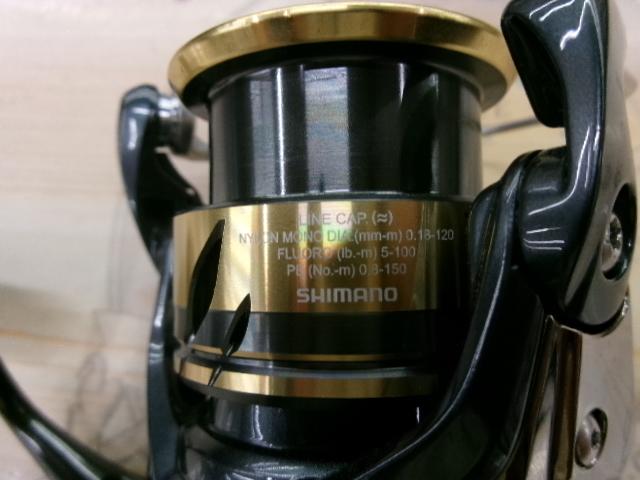 LINE CAP. (≈)
NYLON MONO DIA.(mm-m) 0.18-120
FLUORO (lb.-m) 5-100
PE (No.-m) 0.8-150
SHIMANO